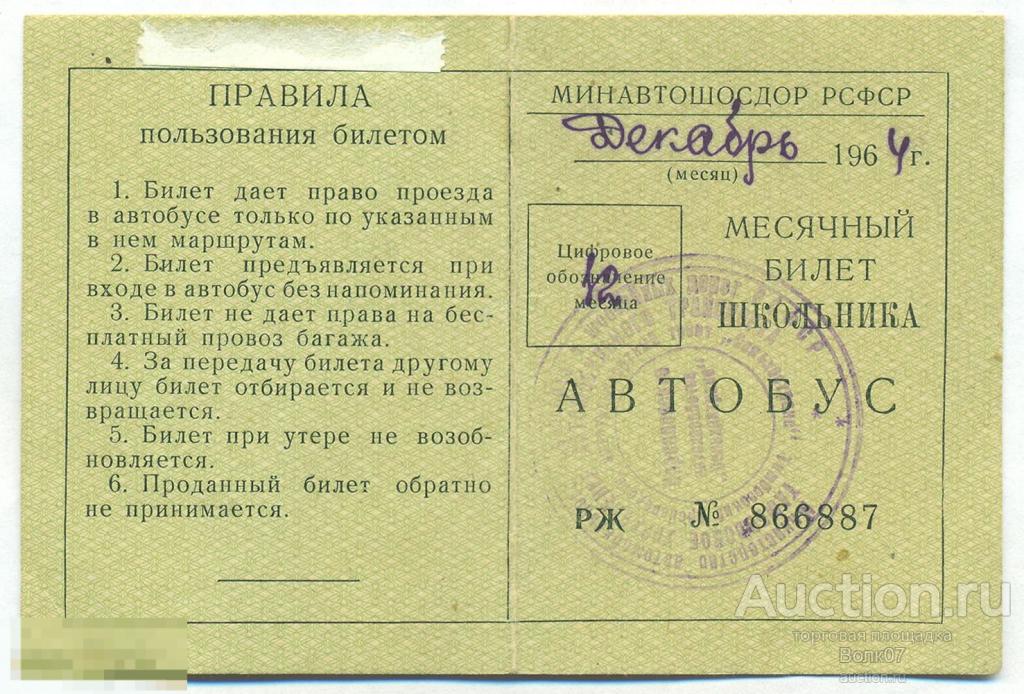 ПРАВИЛА
пользования билетом
1. Билет дает право проезда
в автобусе только по указанным
в нем маршрутам.
2. Билет предъявляется при
входе в автобус без напоминания.
3. Билет не дает права на бес-
платный провоз багажа.
4. За передачу билета другому
лицу билет отбирается и не воз-
вращается.
5. Билет при утере не возоб-
новляется.
6. Проданный билет обратно
не принимается.
МИНАВТОШОСДОР РСФСР
Декабрь 1964 г.
(месяц)
Цифровое
обозначение
месяца
12
МЕСЯЧНЫЙ
БИЛЕТ
ШКОЛЬНИКА
АВТОБУС
РЖ № 866887
Auction.ru
торговая площадка
Волк07
auction.ru